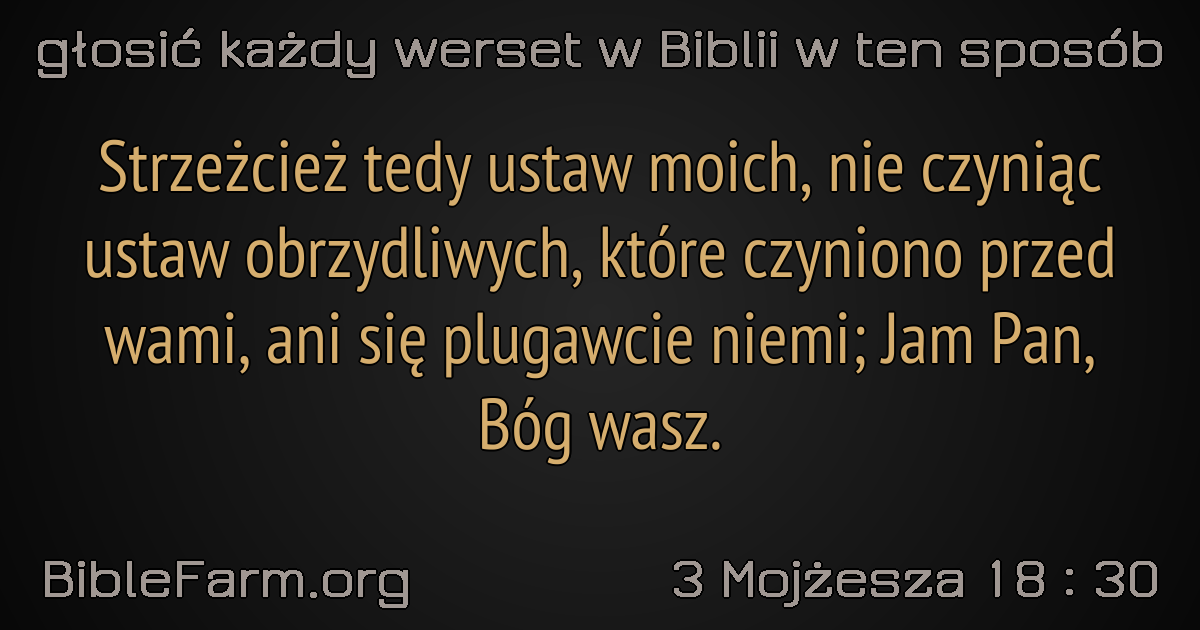 głosić każdy werset w Biblii w ten sposób
Strzeżcież tedy ustaw moich, nie czyniąc
ustaw obrzydliwych, które czyniono przed
wami, ani się plugawcie niemi; Jam Pan,
Bóg wasz.
BibleFarm.org
3 Mojżesza 18 : 30